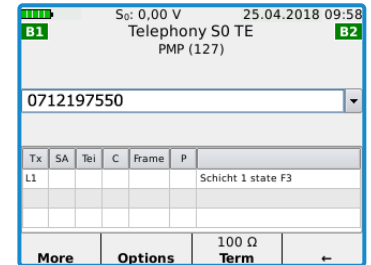 S₀: 0,00 V 25.04.2018 09:58
B1 Telephony S0 TE B2
PMP (127)
0712197550
Tx SA Tei C Frame P
L1 Schicht 1 state F3
100 Ω
More Options Term ←